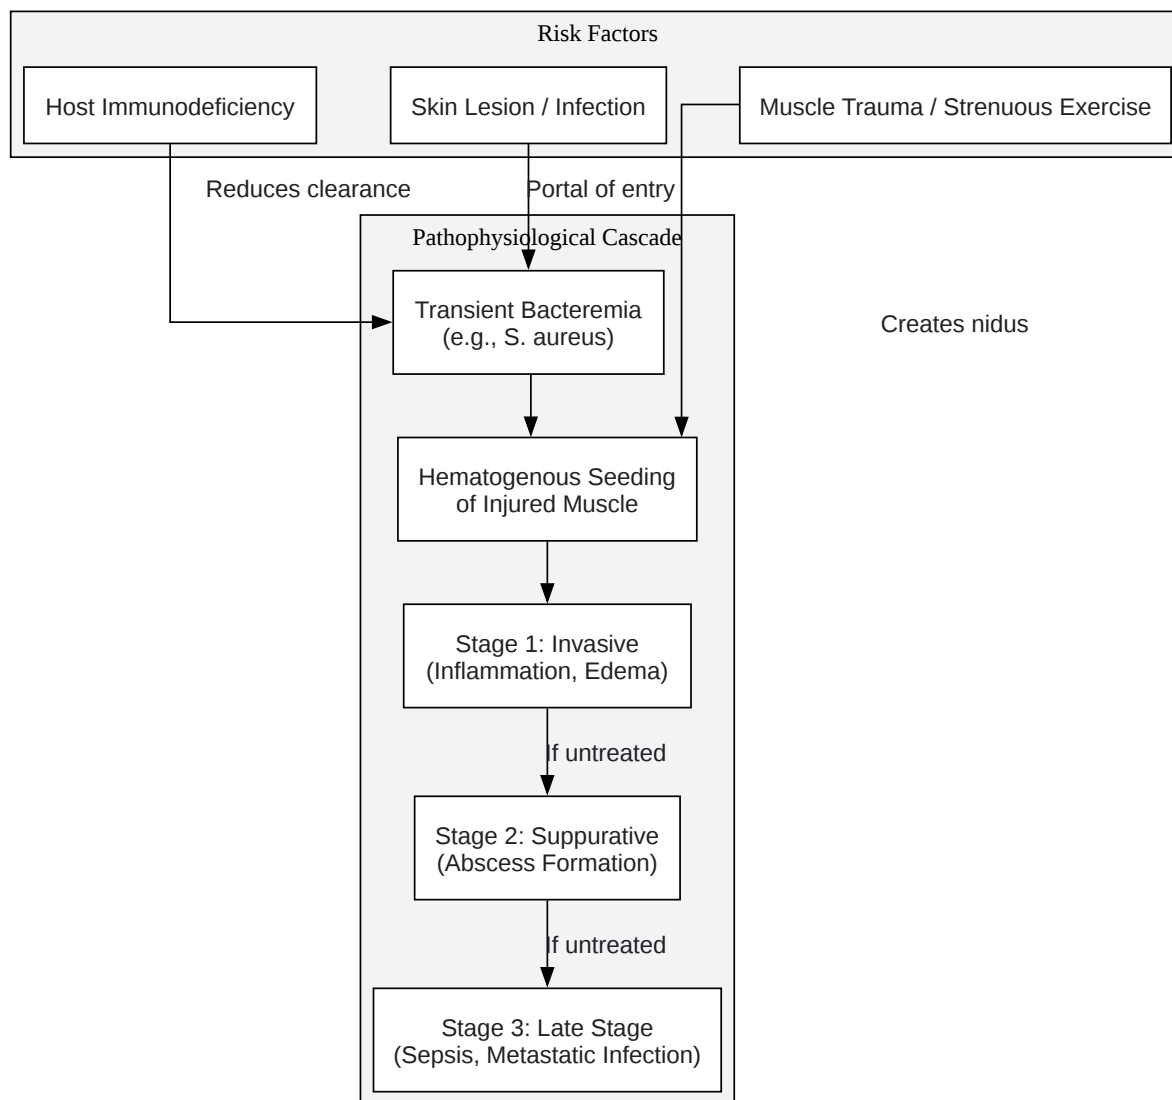 Risk Factors
Host Immunodeficiency
Skin Lesion / Infection
Muscle Trauma / Strenuous Exercise
Reduces clearance
Portal of entry
Pathophysiological Cascade
Transient Bacteremia
(e.g., S. aureus)
Creates nidus
Hematogenous Seeding
of Injured Muscle
Stage 1: Invasive
(Inflammation, Edema)
If untreated
Stage 2: Suppurative
(Abscess Formation)
If untreated
Stage 3: Late Stage
(Sepsis, Metastatic Infection)